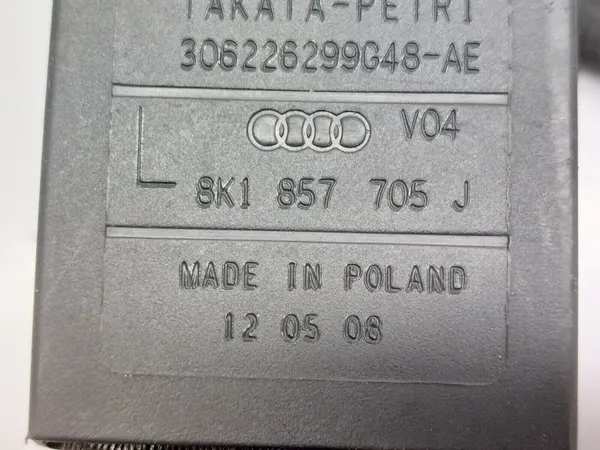 TAKATA-PETRI
306226299G48-AE
L V04
8K1 857 705 J
MADE IN POLAND
12 05 08